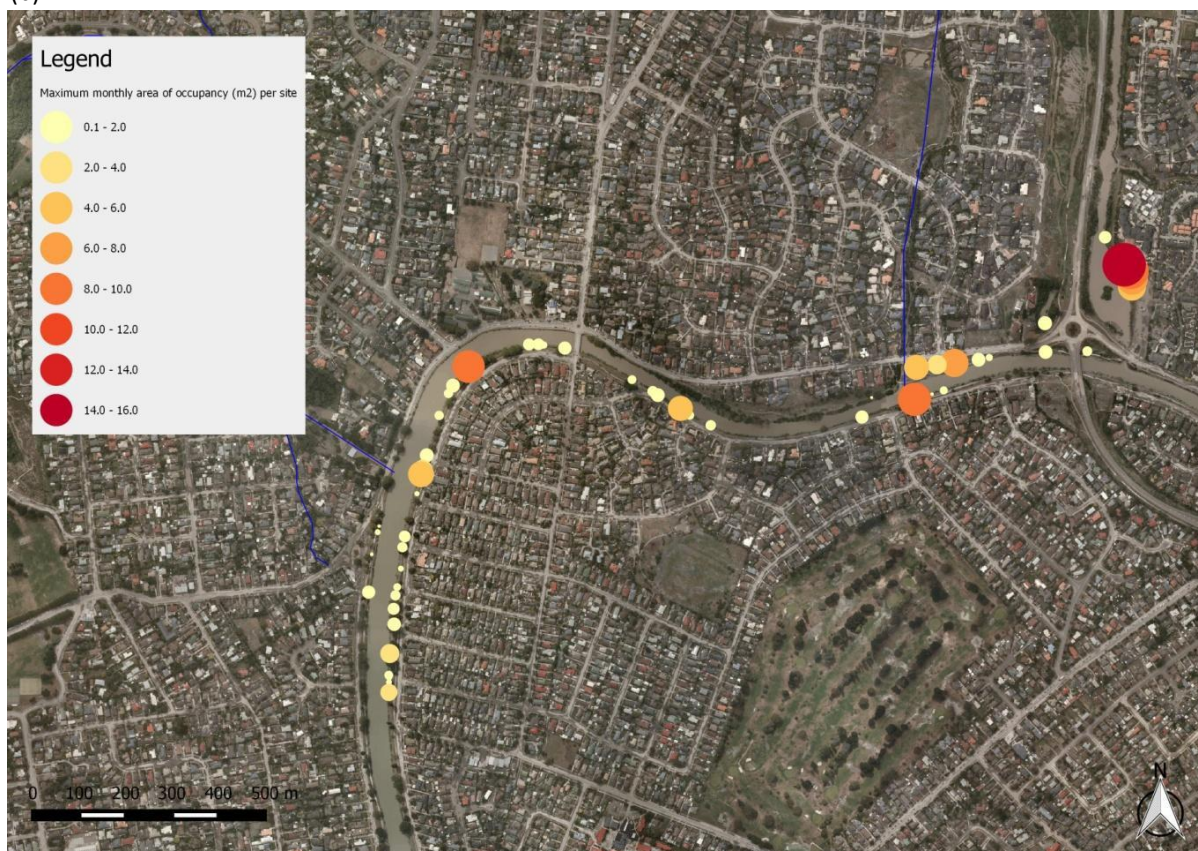 Legend
Maximum monthly area of occupancy (m2) per site
0.1 - 2.0
2.0 - 4.0
4.0 - 6.0
6.0 - 8.0
8.0 - 10.0
10.0 - 12.0
12.0 - 14.0
14.0 - 16.0
0 100 200 300 400 500 m
N